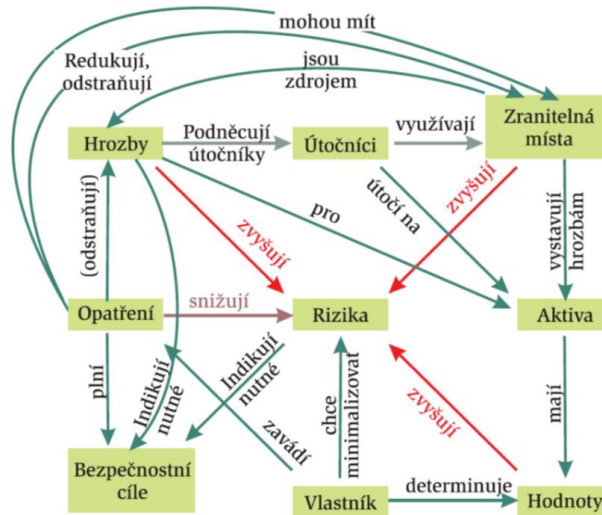 mohou mít
Redukují,
odstraňují
jsou
zdrojem
Hrozby
Podněcují
útočníky
Útočníci
využívají
Zranitelná
místa
(odstraňují)
zvyšují
pro
útočí na
zvyšují
vystavují
hrozbám
Opatření
snižují
Rizika
Aktiva
plní
Indikují
nutné
Indikují
nutné
zavádí
chce
minimalizovat
zvyšují
mají
Bezpečnostní
cíle
Vlastník
determinuje
Hodnoty